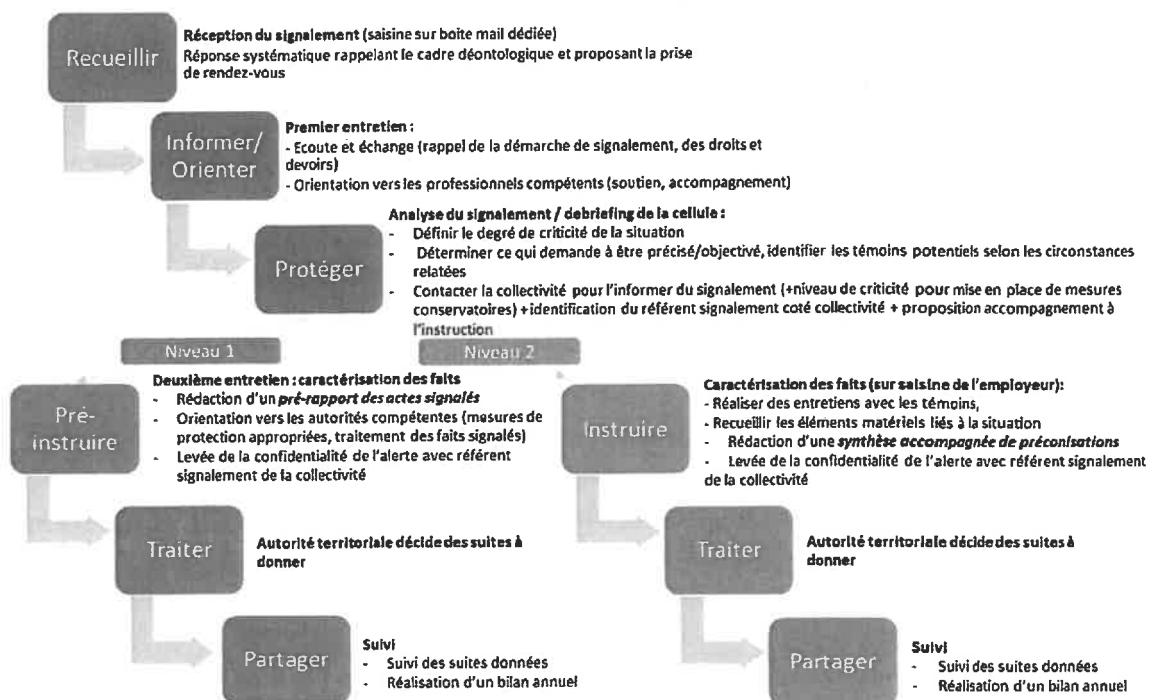 Recueillir
Réception du signalement (saisine sur boite mail dédiée)
Réponse systématique rappelant le cadre déontologique et proposant la prise
de rendez-vous
Informer/
Orienter
Premier entretien :
- Ecoute et échange (rappel de la démarche de signalement, des droits et
devoirs)
- Orientation vers les professionnels compétents (soutien, accompagnement)
Protéger
Analyse du signalement / debriefing de la cellule :
- Définir le degré de criticité de la situation
- Déterminer ce qui demande à être précisé/objectivé, identifier les témoins potentiels selon les circonstances
relatées
- Contacter la collectivité pour l'informer du signalement (+niveau de criticité pour mise en place de mesures
conservatoires) +identification du référent signalement coté collectivité + proposition accompagnement à
l'instruction
Niveau 1
Niveau 2
Pré-
instruire
Deuxième entretien : caractérisation des faits
- Rédaction d'un pré-rapport des actes signalés
- Orientation vers les autorités compétentes (mesures de
protection appropriées, traitement des faits signalés)
- Levée de la confidentialité de l'alerte avec référent
signalement de la collectivité
Instruire
Caractérisation des faits (sur saisine de l'employeur):
- Réaliser des entretiens avec les témoins,
- Recueillir les éléments matériels liés à la situation
- Rédaction d'une synthèse accompagnée de préconisations
- Levée de la confidentialité de l'alerte avec référent signalement
de la collectivité
Traiter
Autorité territoriale décide des suites à
donner
Traiter
Autorité territoriale décide des suites à
donner
Partager
Suivi
- Suivi des suites données
- Réalisation d'un bilan annuel
Partager
Suivi
- Suivi des suites données
- Réalisation d'un bilan annuel